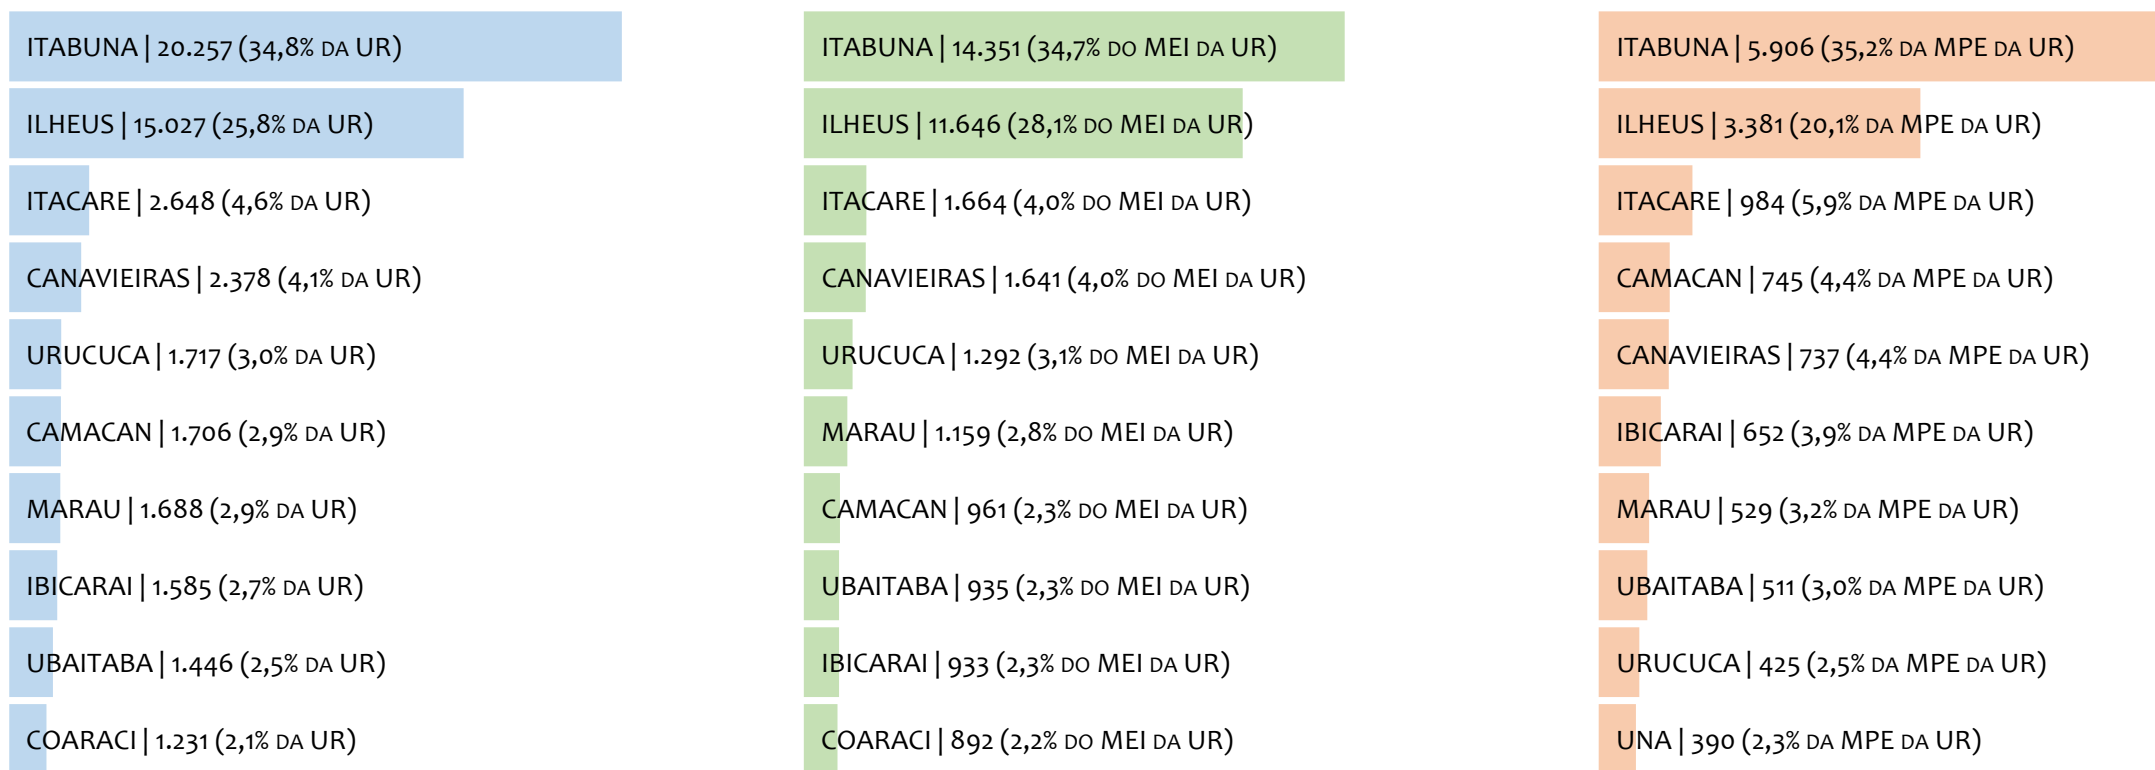 ITABUNA | 20.257 (34,8% DA UR)
ILHEUS | 15.027 (25,8% DA UR)
ITACARE | 2.648 (4,6% DA UR)
CANAVIEIRAS | 2.378 (4,1% DA UR)
URUCUCA | 1.717 (3,0% DA UR)
CAMACAN | 1.706 (2,9% DA UR)
MARAU | 1.688 (2,9% DA UR)
IBICARAI | 1.585 (2,7% DA UR)
UBAITABA | 1.446 (2,5% DA UR)
COARACI | 1.231 (2,1% DA UR)
ITABUNA | 14.351 (34,7% DO MEI DA UR)
ILHEUS | 11.646 (28,1% DO MEI DA UR)
ITACARE | 1.664 (4,0% DO MEI DA UR)
CANAVIEIRAS | 1.641 (4,0% DO MEI DA UR)
URUCUCA | 1.292 (3,1% DO MEI DA UR)
MARAU | 1.159 (2,8% DO MEI DA UR)
CAMACAN | 961 (2,3% DO MEI DA UR)
UBAITABA | 935 (2,3% DO MEI DA UR)
IBICARAI | 933 (2,3% DO MEI DA UR)
COARACI | 892 (2,2% DO MEI DA UR)
ITABUNA | 5.906 (35,2% DA MPE DA UR)
ILHEUS | 3.381 (20,1% DA MPE DA UR)
ITACARE | 984 (5,9% DA MPE DA UR)
CAMACAN | 745 (4,4% DA MPE DA UR)
CANAVIEIRAS | 737 (4,4% DA MPE DA UR)
IBICARAI | 652 (3,9% DA MPE DA UR)
MARAU | 529 (3,2% DA MPE DA UR)
UBAITABA | 511 (3,0% DA MPE DA UR)
URUCUCA | 425 (2,5% DA MPE DA UR)
UNA | 390 (2,3% DA MPE DA UR)